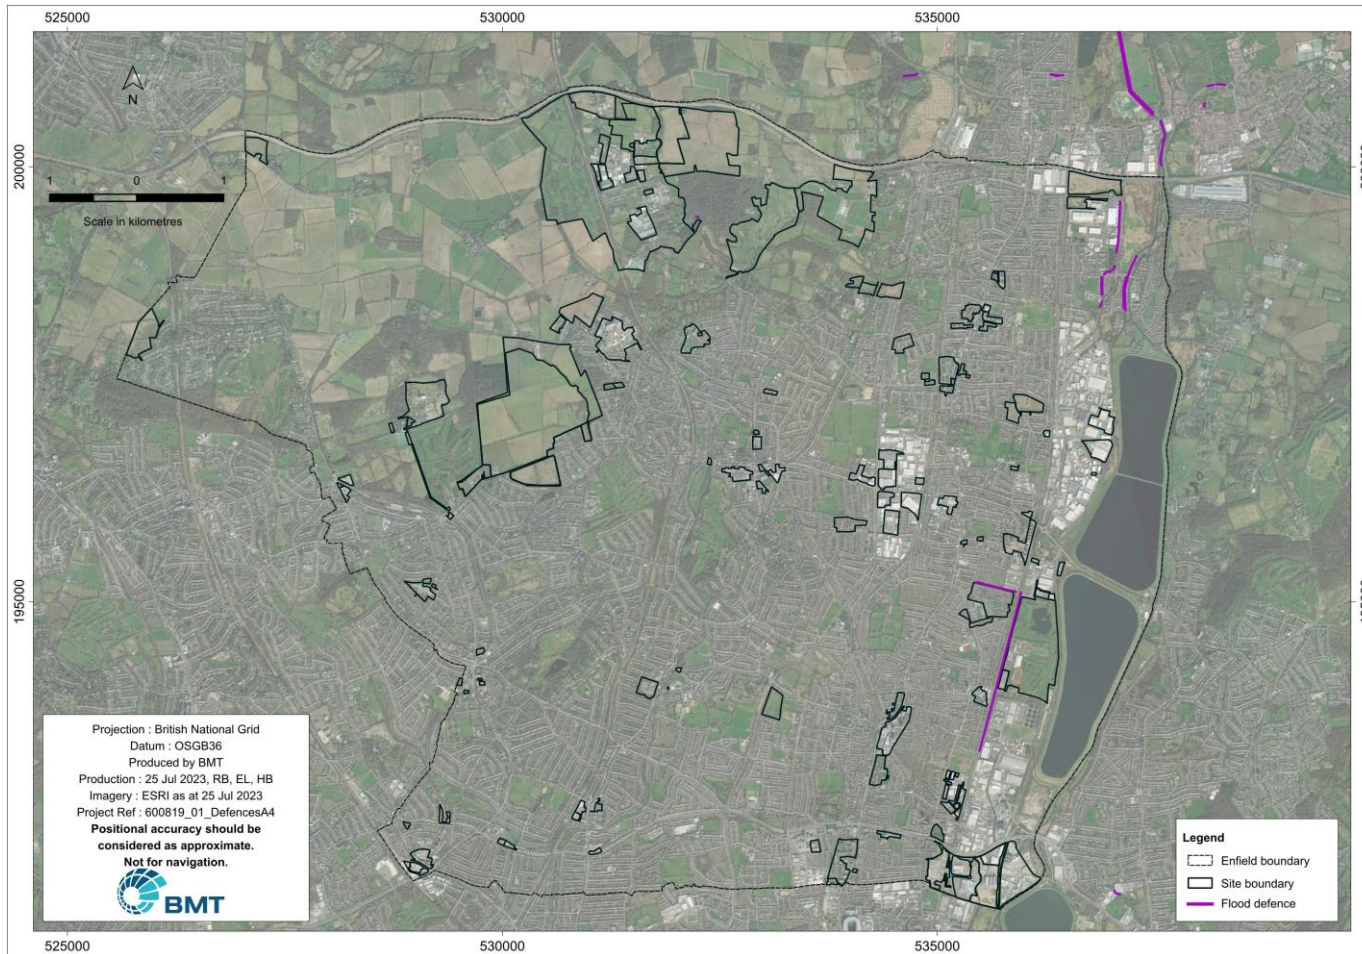 525000
530000
535000
N
200000
1
0
1
Scale in kilometres
195000
Projection : British National Grid
Datum : OSGB36
Produced by BMT
Production : 25 Jul 2023, RB, EL, HB
Imagery : ESRI as at 25 Jul 2023
Project Ref : 600819_01_DefencesA4
Positional accuracy should be
considered as approximate.
Not for navigation.
BMT
Legend
Enfield boundary
Site boundary
Flood defence
525000
530000
535000